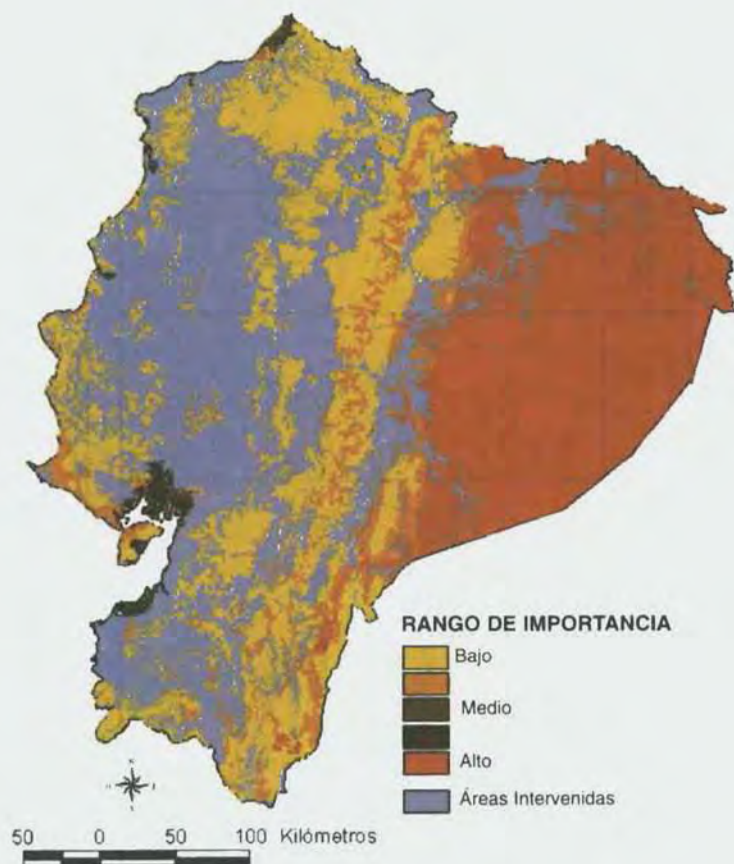 RANGO DE IMPORTANCIA
Bajo
Medio
Alto
Áreas Intervenidas
50 0 50 100 Kilómetros